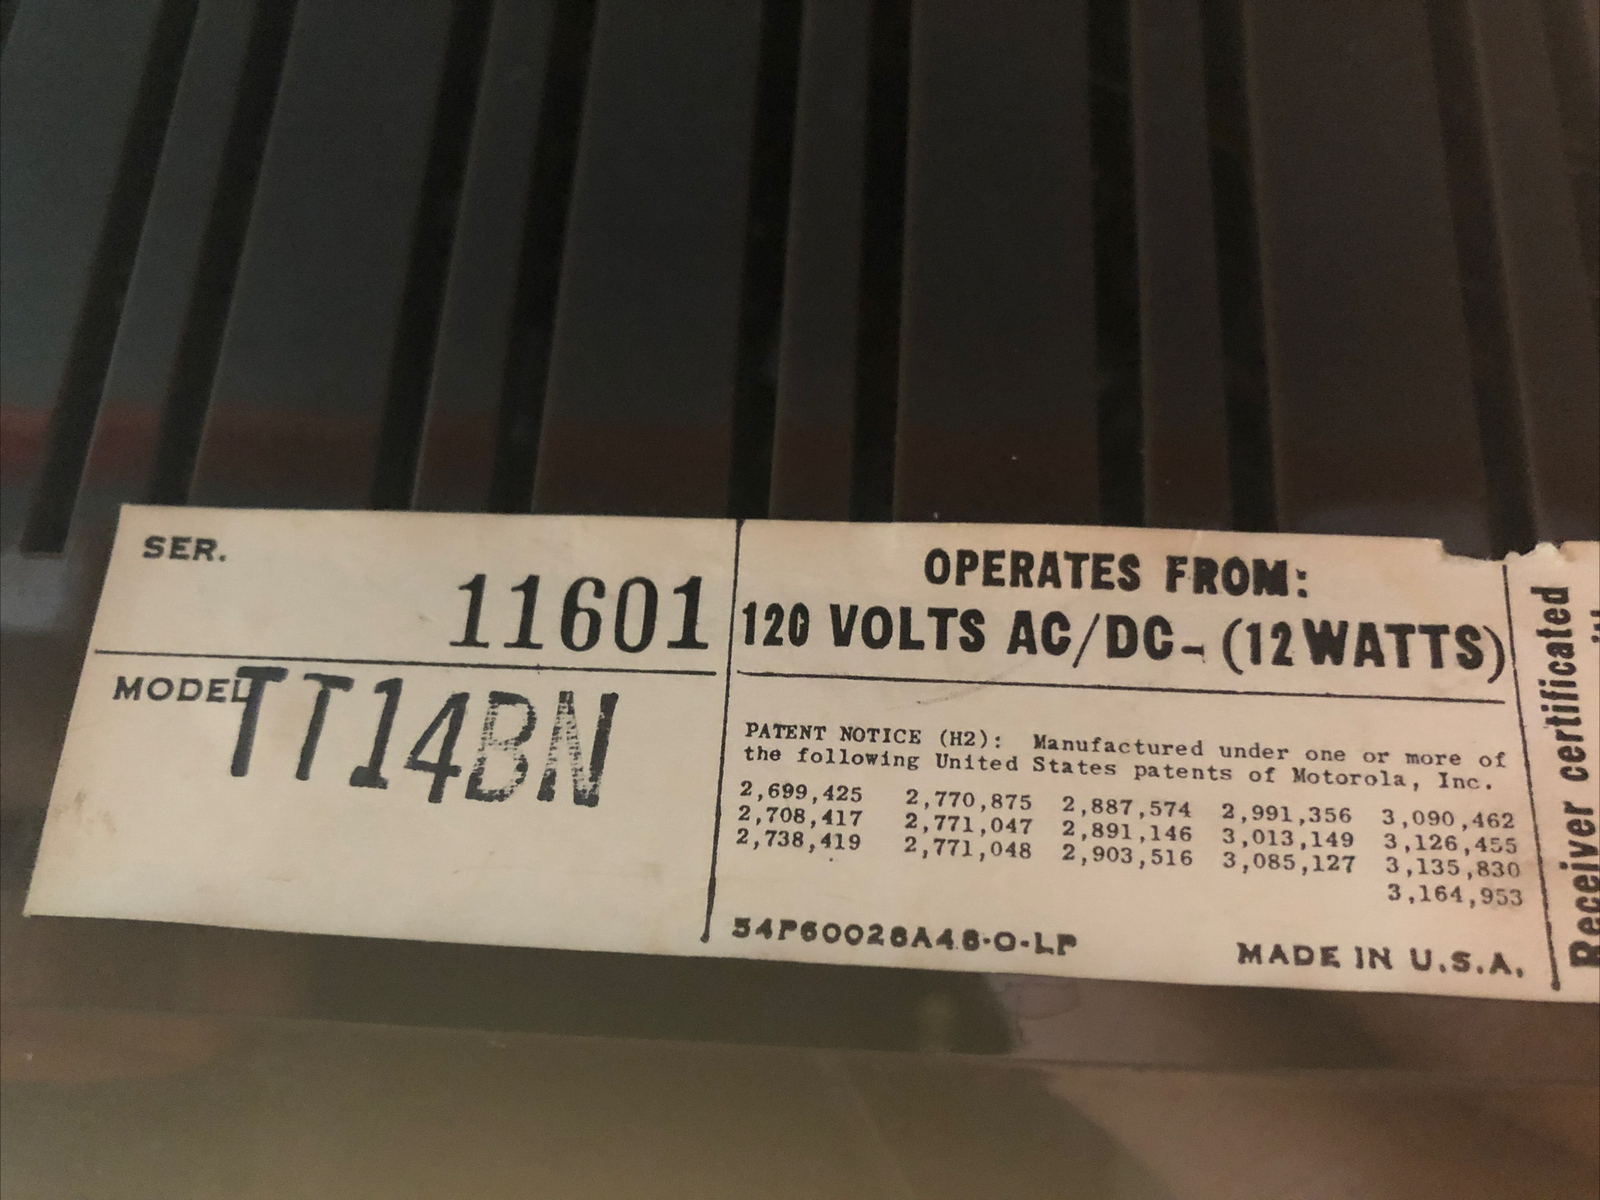 SER.
11601
MODEL
TT14BN
OPERATES FROM:
120 VOLTS AC/DC- (12 WATTS)
PATENT NOTICE (H2): Manufactured under one or more of
the following United States patents of Motorola, Inc.
2,699,425 2,770,875 2,887,574 2,991,356 3,090,462
2,708,417 2,771,047 2,891,146 3,013,149 3,126,455
2,738,419 2,771,048 2,903,516 3,085,127 3,135,830
3,164,953
54P60028A48-O-LP
MADE IN U.S.A.
Receiver certificated